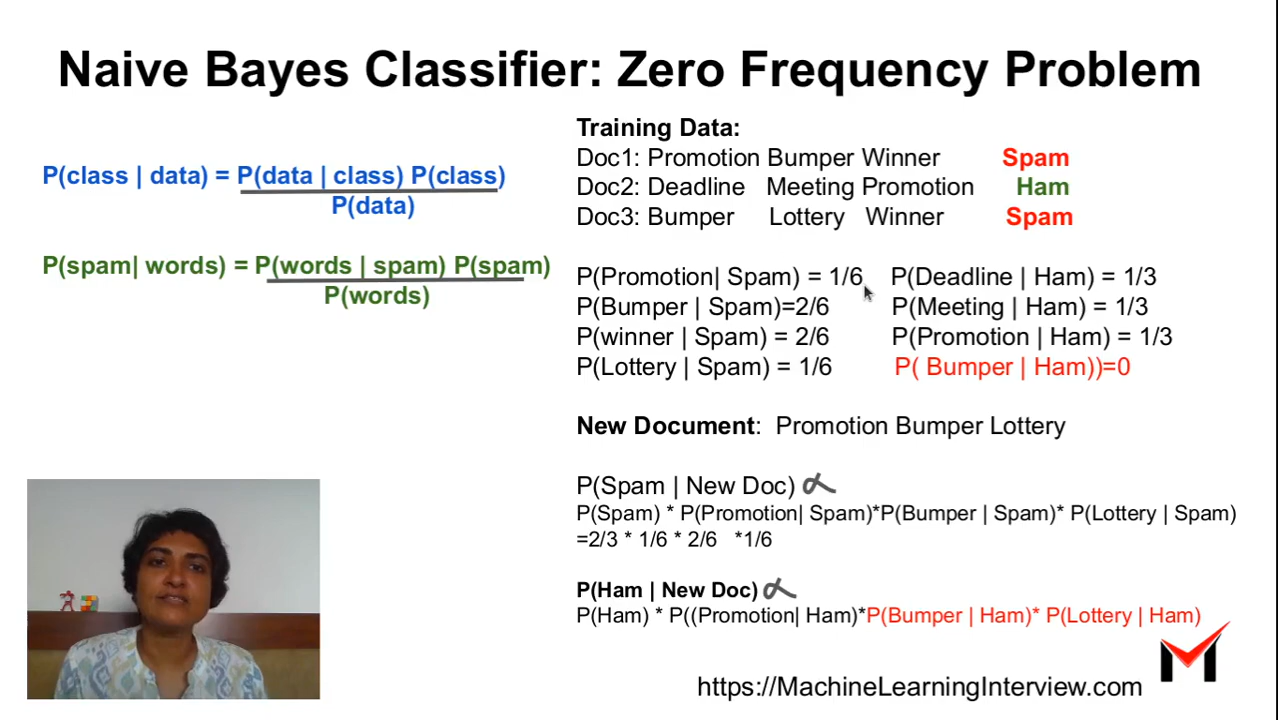 Naive Bayes Classifier: Zero Frequency Problem
P(class | data) = P(data | class) P(class)
P(data)
P(spam| words) = P(words | spam) P(spam)
P(words)
Training Data:
Doc1: Promotion Bumper Winner Spam
Doc2: Deadline Meeting Promotion Ham
Doc3: Bumper Lottery Winner Spam
P(Promotion| Spam) = 1/6 P(Deadline | Ham) = 1/3
P(Bumper | Spam)=2/6 P(Meeting | Ham) = 1/3
P(winner | Spam) = 2/6 P(Promotion | Ham) = 1/3
P(Lottery | Spam) = 1/6 P( Bumper | Ham))=0
New Document: Promotion Bumper Lottery
P(Spam | New Doc) ∝
P(Spam) * P(Promotion| Spam)*P(Bumper | Spam)* P(Lottery | Spam)
=2/3 * 1/6 * 2/6 *1/6
P(Ham | New Doc) ∝
P(Ham) * P((Promotion| Ham)*P(Bumper | Ham)* P(Lottery | Ham)
https://MachineLearningInterview.com